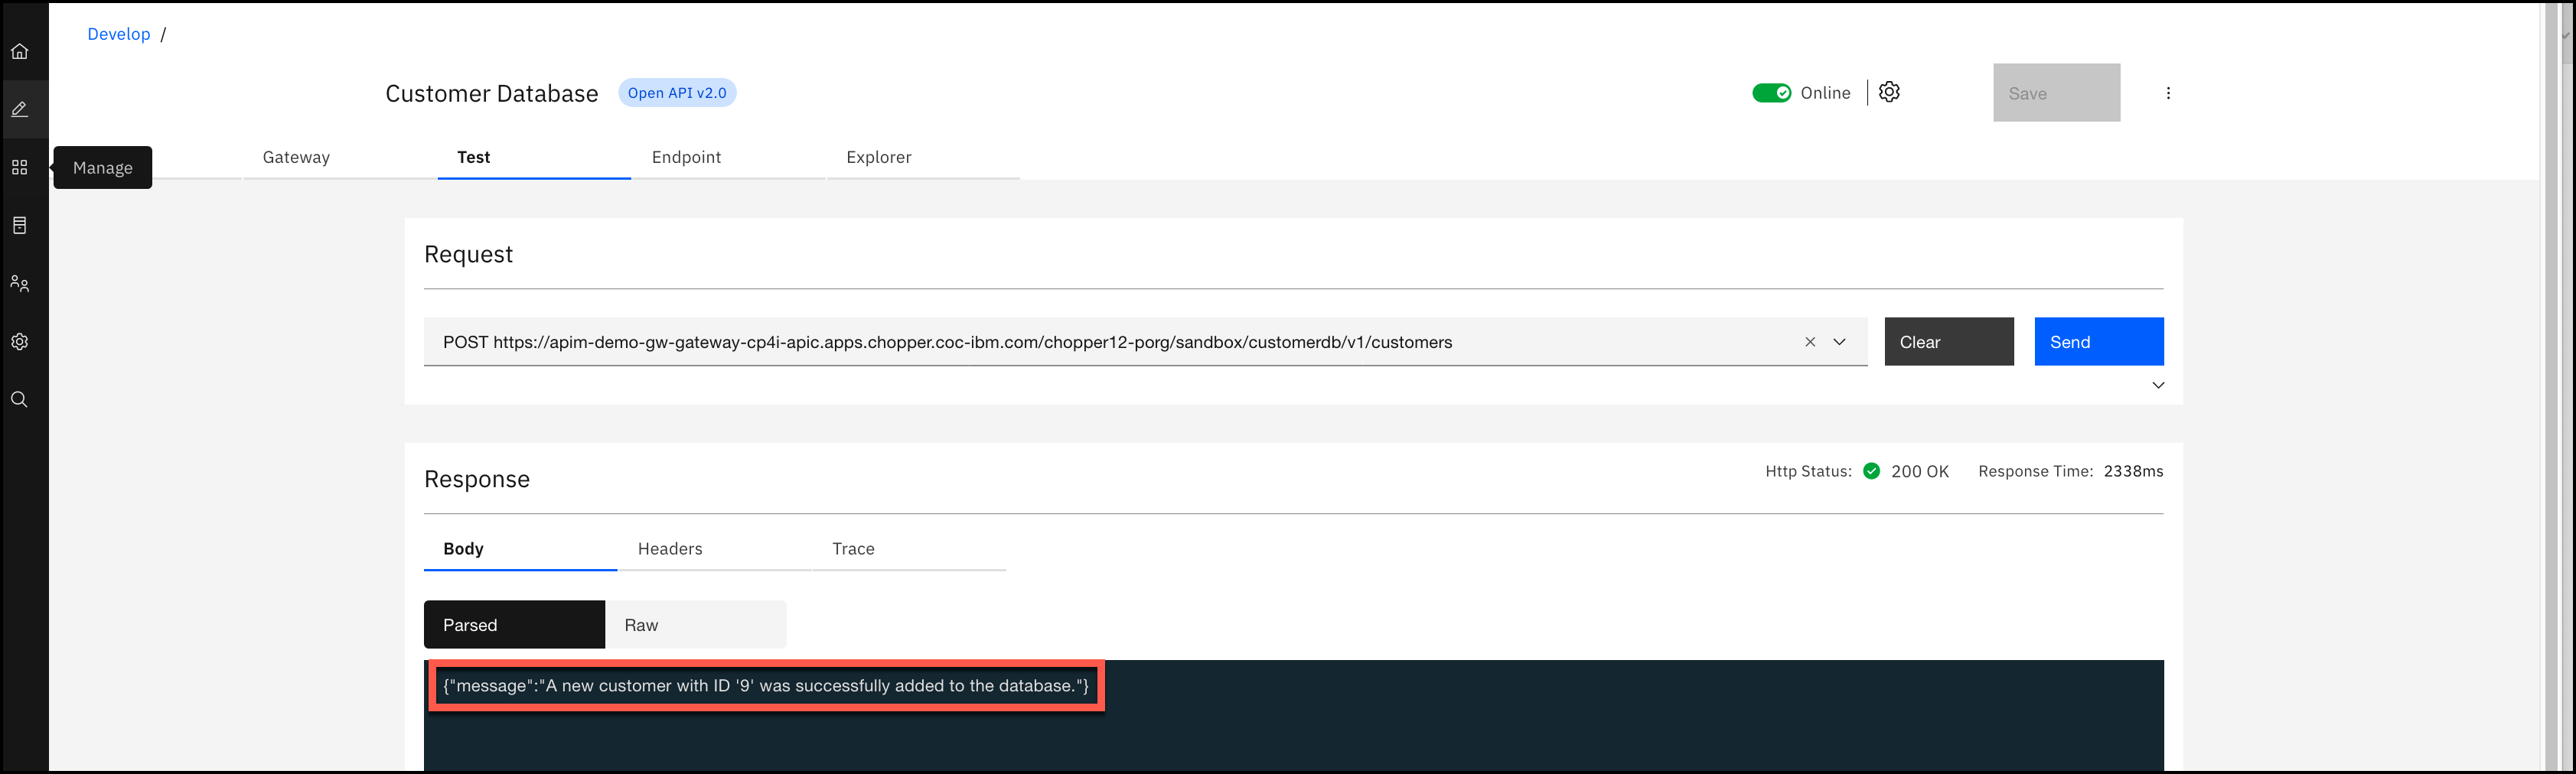 Develop /
Customer Database Open API v2.0 Online Save
Manage Gateway Test Endpoint Explorer
Request
POST https://apim-demo-gw-gateway-cp4i-apic.apps.chopper.coc-ibm.com/chopper12-porg/sandbox/customerdb/v1/customers Clear Send
Response Http Status: 200 OK Response Time: 2338ms
Body Headers Trace
Parsed Raw
{"message":"A new customer with ID '9' was successfully added to the database."}